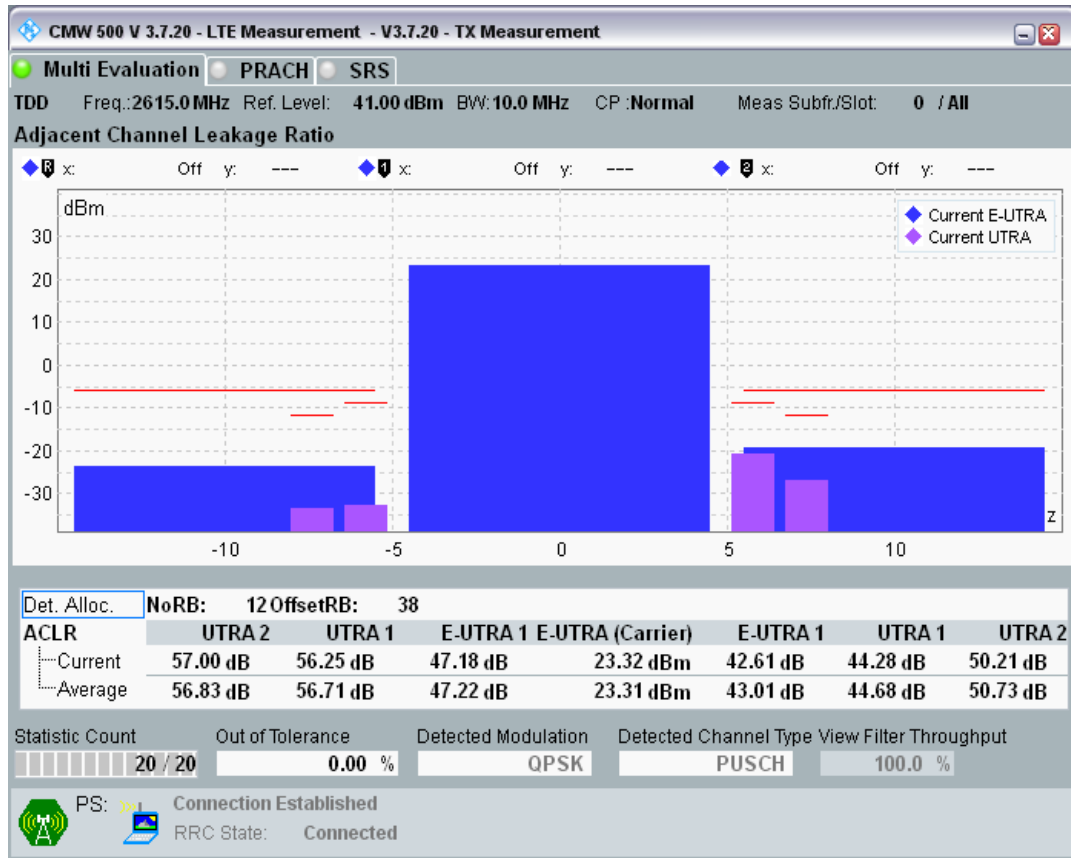 CMW 500 V 3.7.20 - LTE Measurement - V3.7.20 - TX Measurement
Multi Evaluation PRACH SRS
TDD Freq.:2615.0 MHz Ref. Level: 41.00 dBm BW:10.0 MHz CP :Normal Meas Subfr./Slot: 0 / All
Adjacent Channel Leakage Ratio
R x: Off y: --- 1 x: Off y: --- 2 x: Off y: ---
dBm
Current E-UTRA
Current UTRA
30
20
10
0
-10
-20
-30
z
-10 -5 0 5 10
Det. Alloc. NoRB: 12 OffsetRB: 38
ACLR UTRA 2 UTRA 1 E-UTRA 1 E-UTRA (Carrier) E-UTRA 1 UTRA 1 UTRA 2
Current 57.00 dB 56.25 dB 47.18 dB 23.32 dBm 42.61 dB 44.28 dB 50.21 dB
Average 56.83 dB 56.71 dB 47.22 dB 23.31 dBm 43.01 dB 44.68 dB 50.73 dB
Statistic Count Out of Tolerance Detected Modulation Detected Channel Type View Filter Throughput
20 / 20 0.00 % QPSK PUSCH 100.0 %
PS: Connection Established
RRC State: Connected